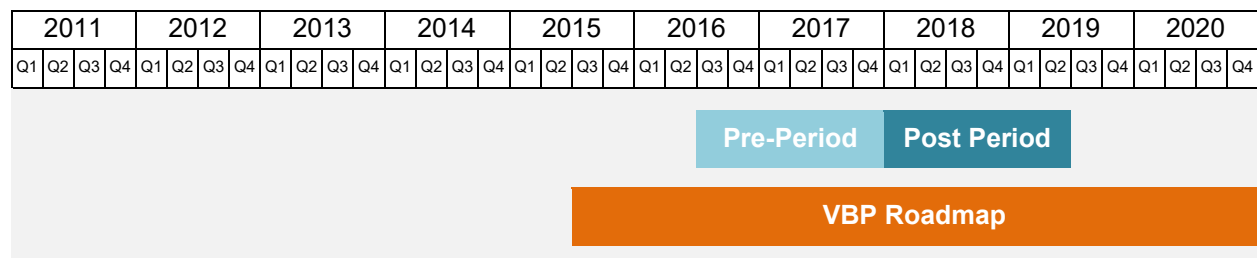 2011 2012 2013 2014 2015 2016 2017 2018 2019 2020
Q1 Q2 Q3 Q4 Q1 Q2 Q3 Q4 Q1 Q2 Q3 Q4 Q1 Q2 Q3 Q4 Q1 Q2 Q3 Q4 Q1 Q2 Q3 Q4 Q1 Q2 Q3 Q4 Q1 Q2 Q3 Q4 Q1 Q2 Q3 Q4 Q1 Q2 Q3 Q4
Pre-Period Post Period
VBP Roadmap